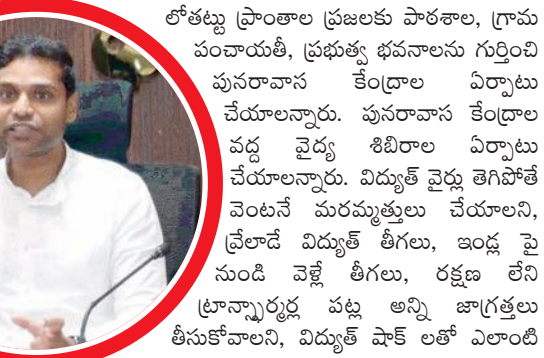 లోతట్టు ప్రాంతాల ప్రజలకు పాఠశాల, గ్రామ
పంచాయతీ, ప్రభుత్వ భవనాలను గుర్తించి
పునరావాస కేంద్రాల ఏర్పాటు
చేయాలన్నారు. పునరావాస కేంద్రాల
వద్ద వైద్య శిబిరాల ఏర్పాటు
చేయాలన్నారు. విద్యుత్ వైర్లు తెగిపోతే
వెంటనే మరమ్మత్తులు చేయాలని,
వ్రేలాడే విద్యుత్ తీగలు, ఇండ్ల పై
నుండి వెళ్లే తీగలు, రక్షణ లేని
ట్రాన్స్ఫార్మర్ల పట్ల అన్ని జాగ్రత్తలు
తీసుకోవాలని, విద్యుత్ షాక్ లతో ఎలాంటి